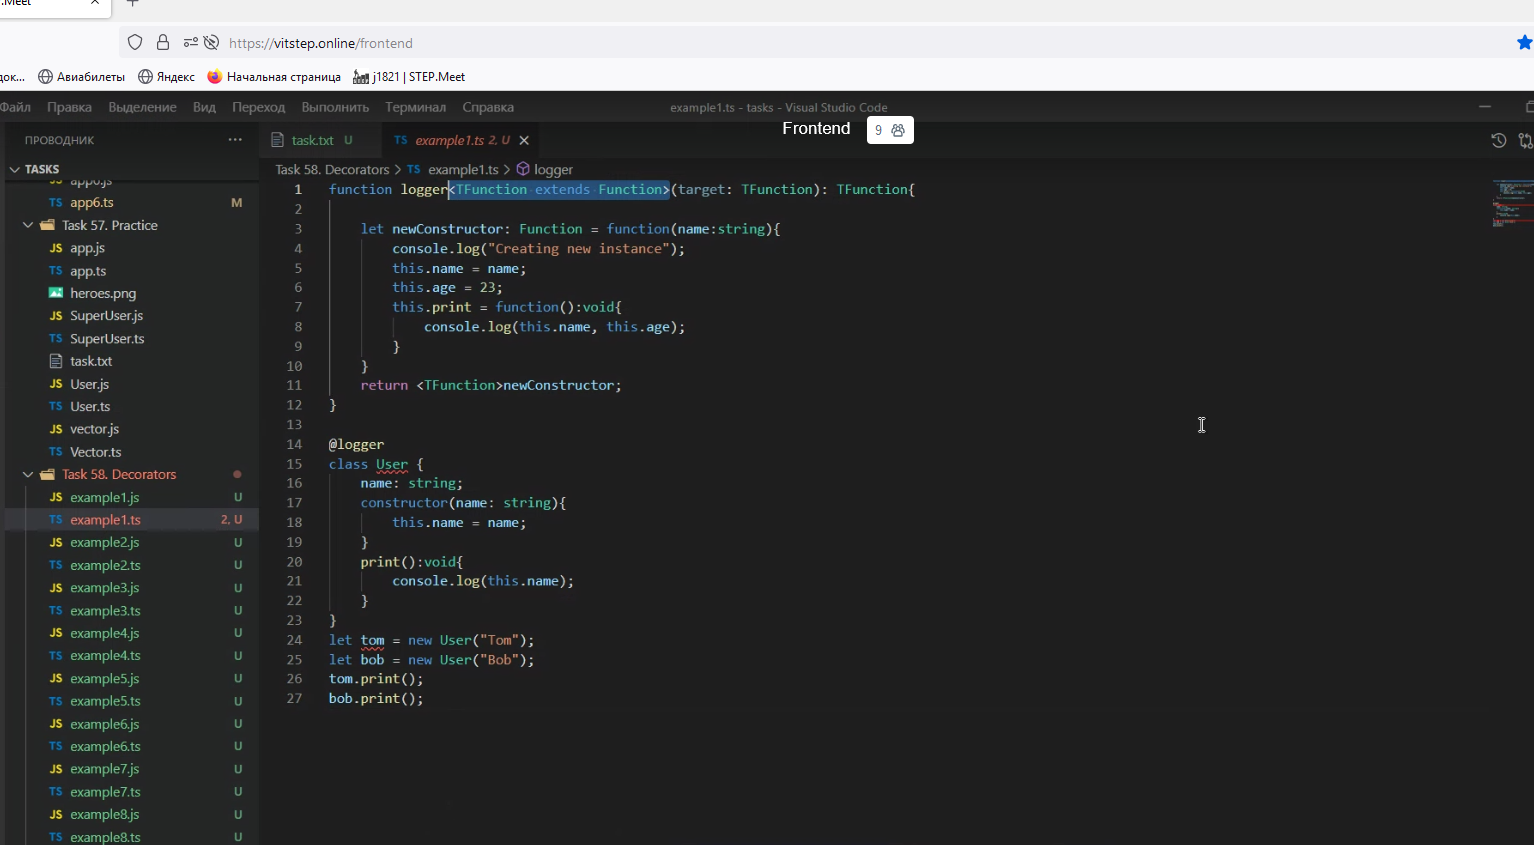 .Meet
https://vitstep.online/frontend
док...
Авиабилеты
Яндекс
Начальная страница
j1821 | STEP.Meet
Файл Правка Выделение Вид Переход Выполнить Терминал Справка
example1.ts - tasks - Visual Studio Code
Frontend
9
ПРОВОДНИК
TASKS
JS app6.js
TS app6.ts M
Task 57. Practice
JS app.js
TS app.ts
heroes.png
JS SuperUser.js
TS SuperUser.ts
task.txt
JS User.js
TS User.ts
JS vector.js
TS Vector.ts
Task 58. Decorators
JS example1.js U
TS example1.ts 2, U
JS example2.js U
TS example2.ts U
JS example3.js U
TS example3.ts U
JS example4.js U
TS example4.ts U
JS example5.js U
TS example5.ts U
JS example6.js U
TS example6.ts U
JS example7.js U
TS example7.ts U
JS example8.js U
TS example8.ts U
task.txt U
TS example1.ts 2, U
Task 58. Decorators > TS example1.ts > logger
1 function logger<TFunction extends Function>(target: TFunction): TFunction{
2
3 let newConstructor: Function = function(name:string){
4 console.log("Creating new instance");
5 this.name = name;
6 this.age = 23;
7 this.print = function():void{
8 console.log(this.name, this.age);
9 }
10 }
11 return <TFunction>newConstructor;
12 }
13
14 @logger
15 class User {
16 name: string;
17 constructor(name: string){
18 this.name = name;
19 }
20 print():void{
21 console.log(this.name);
22 }
23 }
24 let tom = new User("Tom");
25 let bob = new User("Bob");
26 tom.print();
27 bob.print();